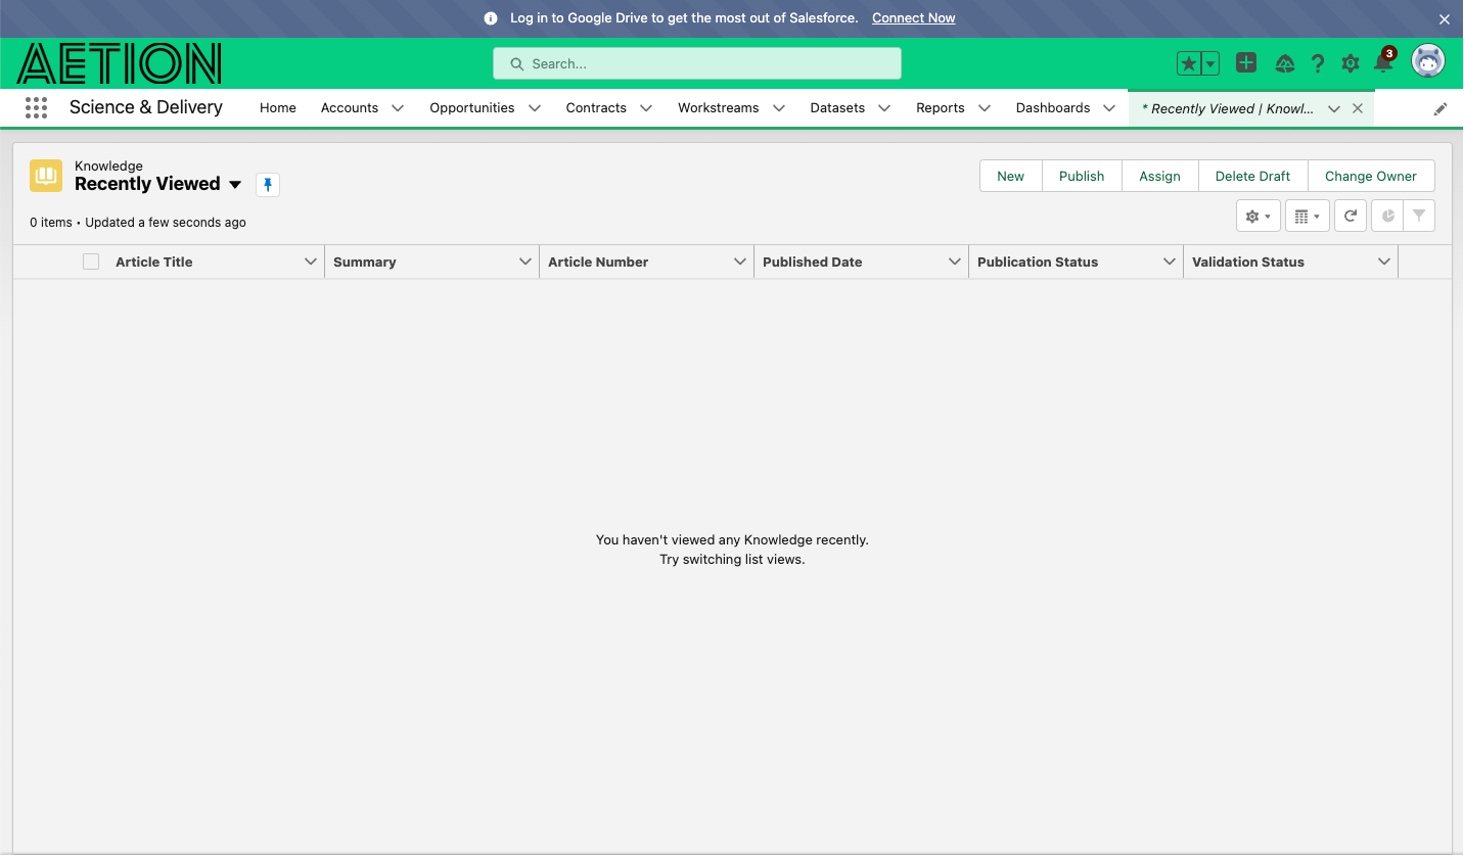 Log in to Google Drive to get the most out of Salesforce. Connect Now
AETION
Search...
3
Science & Delivery
Home
Accounts
Opportunities
Contracts
Workstreams
Datasets
Reports
Dashboards
* Recently Viewed | Knowl...
Knowledge
Recently Viewed
New
Publish
Assign
Delete Draft
Change Owner
0 items • Updated a few seconds ago
Article Title
Summary
Article Number
Published Date
Publication Status
Validation Status
You haven't viewed any Knowledge recently.
Try switching list views.